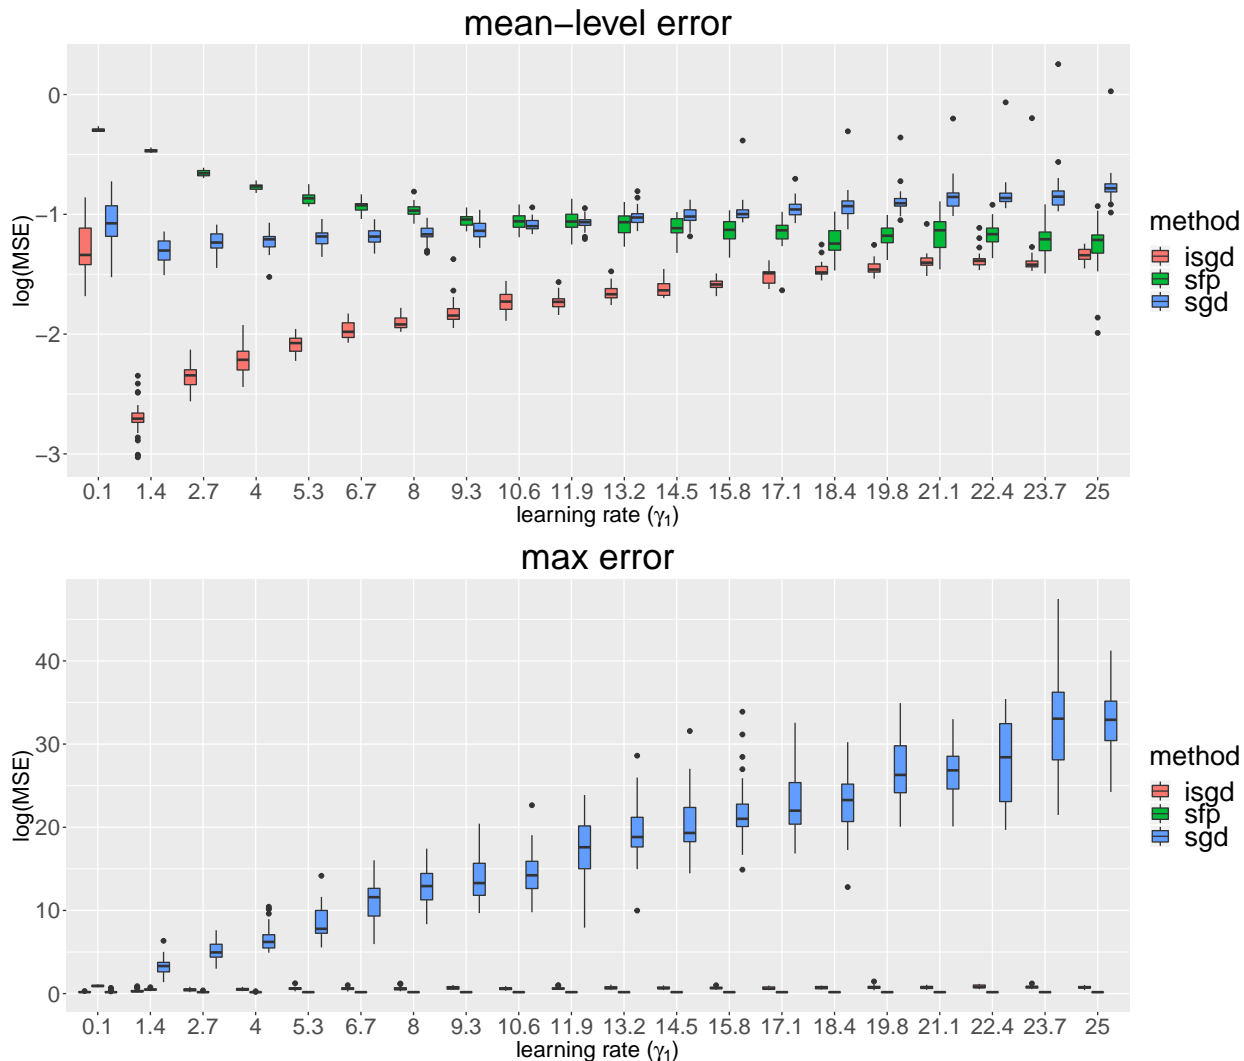 mean−level error
log(MSE)
0
−1
−2
−3
0.1 1.4 2.7 4 5.3 6.7 8 9.3 10.6 11.9 13.2 14.5 15.8 17.1 18.4 19.8 21.1 22.4 23.7 25
learning rate (γ₁)
method
isgd
sfp
sgd
max error
log(MSE)
40
30
20
10
0
0.1 1.4 2.7 4 5.3 6.7 8 9.3 10.6 11.9 13.2 14.5 15.8 17.1 18.4 19.8 21.1 22.4 23.7 25
learning rate (γ₁)
method
isgd
sfp
sgd